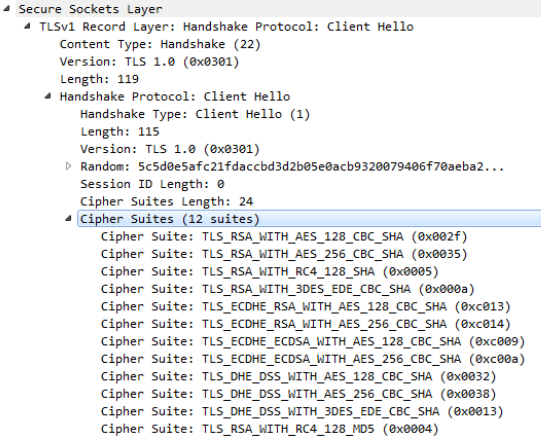 Secure Sockets Layer
TLSv1 Record Layer: Handshake Protocol: Client Hello
Content Type: Handshake (22)
Version: TLS 1.0 (0x0301)
Length: 119
Handshake Protocol: Client Hello
Handshake Type: Client Hello (1)
Length: 115
Version: TLS 1.0 (0x0301)
Random: 5c5d0e5afc21fdaccbd3d2b05e0acb9320079406f70aeba2...
Session ID Length: 0
Cipher Suites Length: 24
Cipher Suites (12 suites)
Cipher Suite: TLS_RSA_WITH_AES_128_CBC_SHA (0x002f)
Cipher Suite: TLS_RSA_WITH_AES_256_CBC_SHA (0x0035)
Cipher Suite: TLS_RSA_WITH_RC4_128_SHA (0x0005)
Cipher Suite: TLS_RSA_WITH_3DES_EDE_CBC_SHA (0x000a)
Cipher Suite: TLS_ECDHE_RSA_WITH_AES_128_CBC_SHA (0xc013)
Cipher Suite: TLS_ECDHE_RSA_WITH_AES_256_CBC_SHA (0xc014)
Cipher Suite: TLS_ECDHE_ECDSA_WITH_AES_128_CBC_SHA (0xc009)
Cipher Suite: TLS_ECDHE_ECDSA_WITH_AES_256_CBC_SHA (0xc00a)
Cipher Suite: TLS_DHE_DSS_WITH_AES_128_CBC_SHA (0x0032)
Cipher Suite: TLS_DHE_DSS_WITH_AES_256_CBC_SHA (0x0038)
Cipher Suite: TLS_DHE_DSS_WITH_3DES_EDE_CBC_SHA (0x0013)
Cipher Suite: TLS_RSA_WITH_RC4_128_MD5 (0x0004)